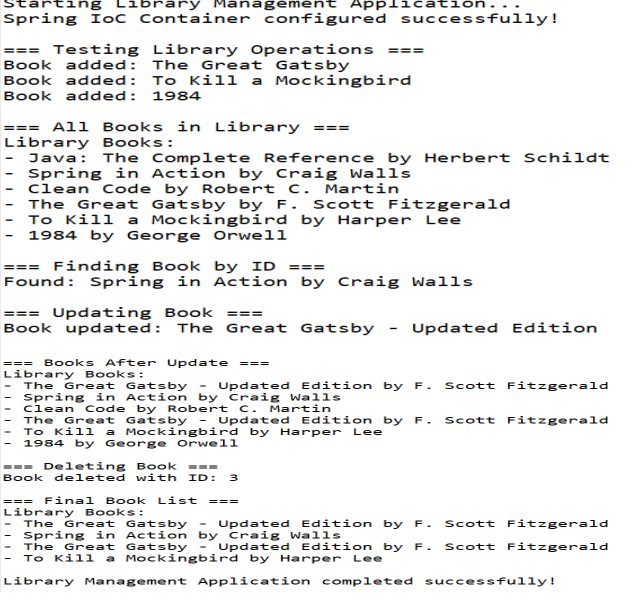 Starting Library Management Application...
Spring IoC Container configured successfully!
=== Testing Library Operations ===
Book added: The Great Gatsby
Book added: To Kill a Mockingbird
Book added: 1984
=== All Books in Library ===
Library Books:
- Java: The Complete Reference by Herbert Schildt
- Spring in Action by Craig Walls
- Clean Code by Robert C. Martin
- The Great Gatsby by F. Scott Fitzgerald
- To Kill a Mockingbird by Harper Lee
- 1984 by George Orwell
=== Finding Book by ID ===
Found: Spring in Action by Craig Walls
=== Updating Book ===
Book updated: The Great Gatsby - Updated Edition
=== Books After Update ===
Library Books:
- The Great Gatsby - Updated Edition by F. Scott Fitzgerald
- Spring in Action by Craig Walls
- Clean Code by Robert C. Martin
- The Great Gatsby - Updated Edition by F. Scott Fitzgerald
- To Kill a Mockingbird by Harper Lee
- 1984 by George Orwell
=== Deleting Book ===
Book deleted with ID: 3
=== Final Book List ===
Library Books:
- The Great Gatsby - Updated Edition by F. Scott Fitzgerald
- Spring in Action by Craig Walls
- The Great Gatsby - Updated Edition by F. Scott Fitzgerald
- To Kill a Mockingbird by Harper Lee
Library Management Application completed successfully!